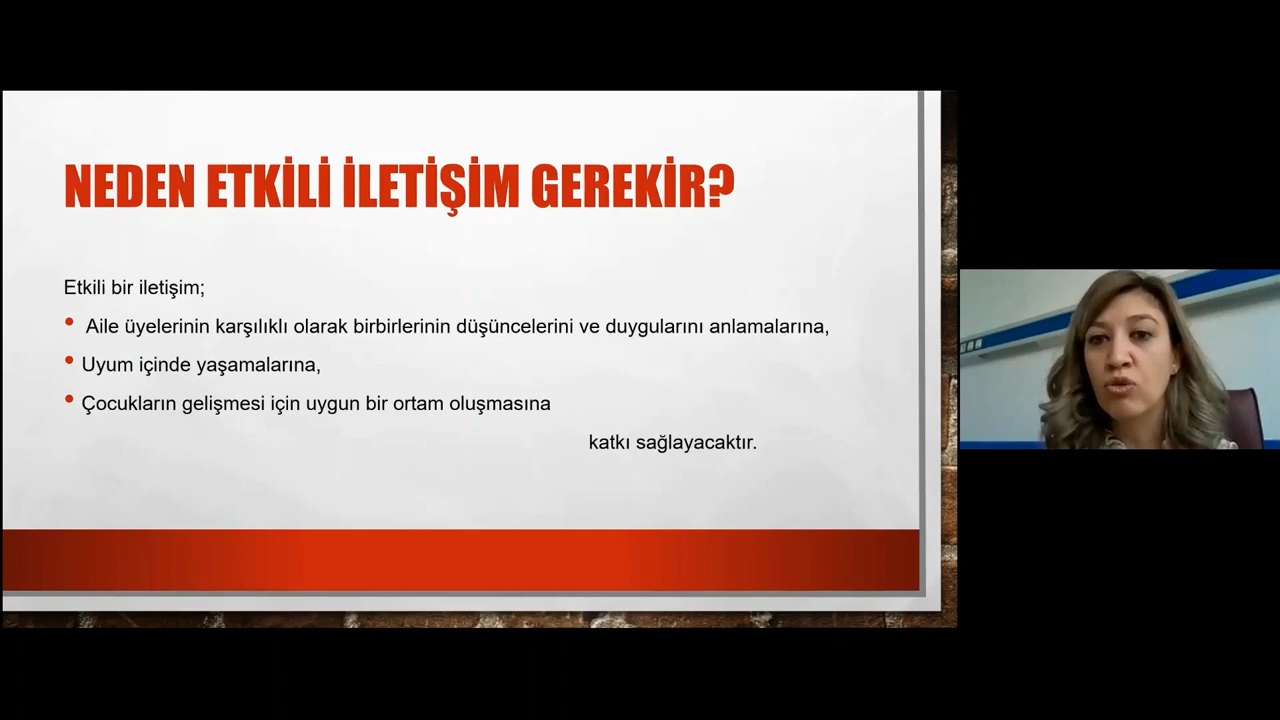 NEDEN ETKİLİ İLETİŞİM GEREKİR?
Etkili bir iletişim;
• Aile üyelerinin karşılıklı olarak birbirlerinin düşüncelerini ve duygularını anlamalarına,
• Uyum içinde yaşamalarına,
• Çocukların gelişmesi için uygun bir ortam oluşmasına
katkı sağlayacaktır.